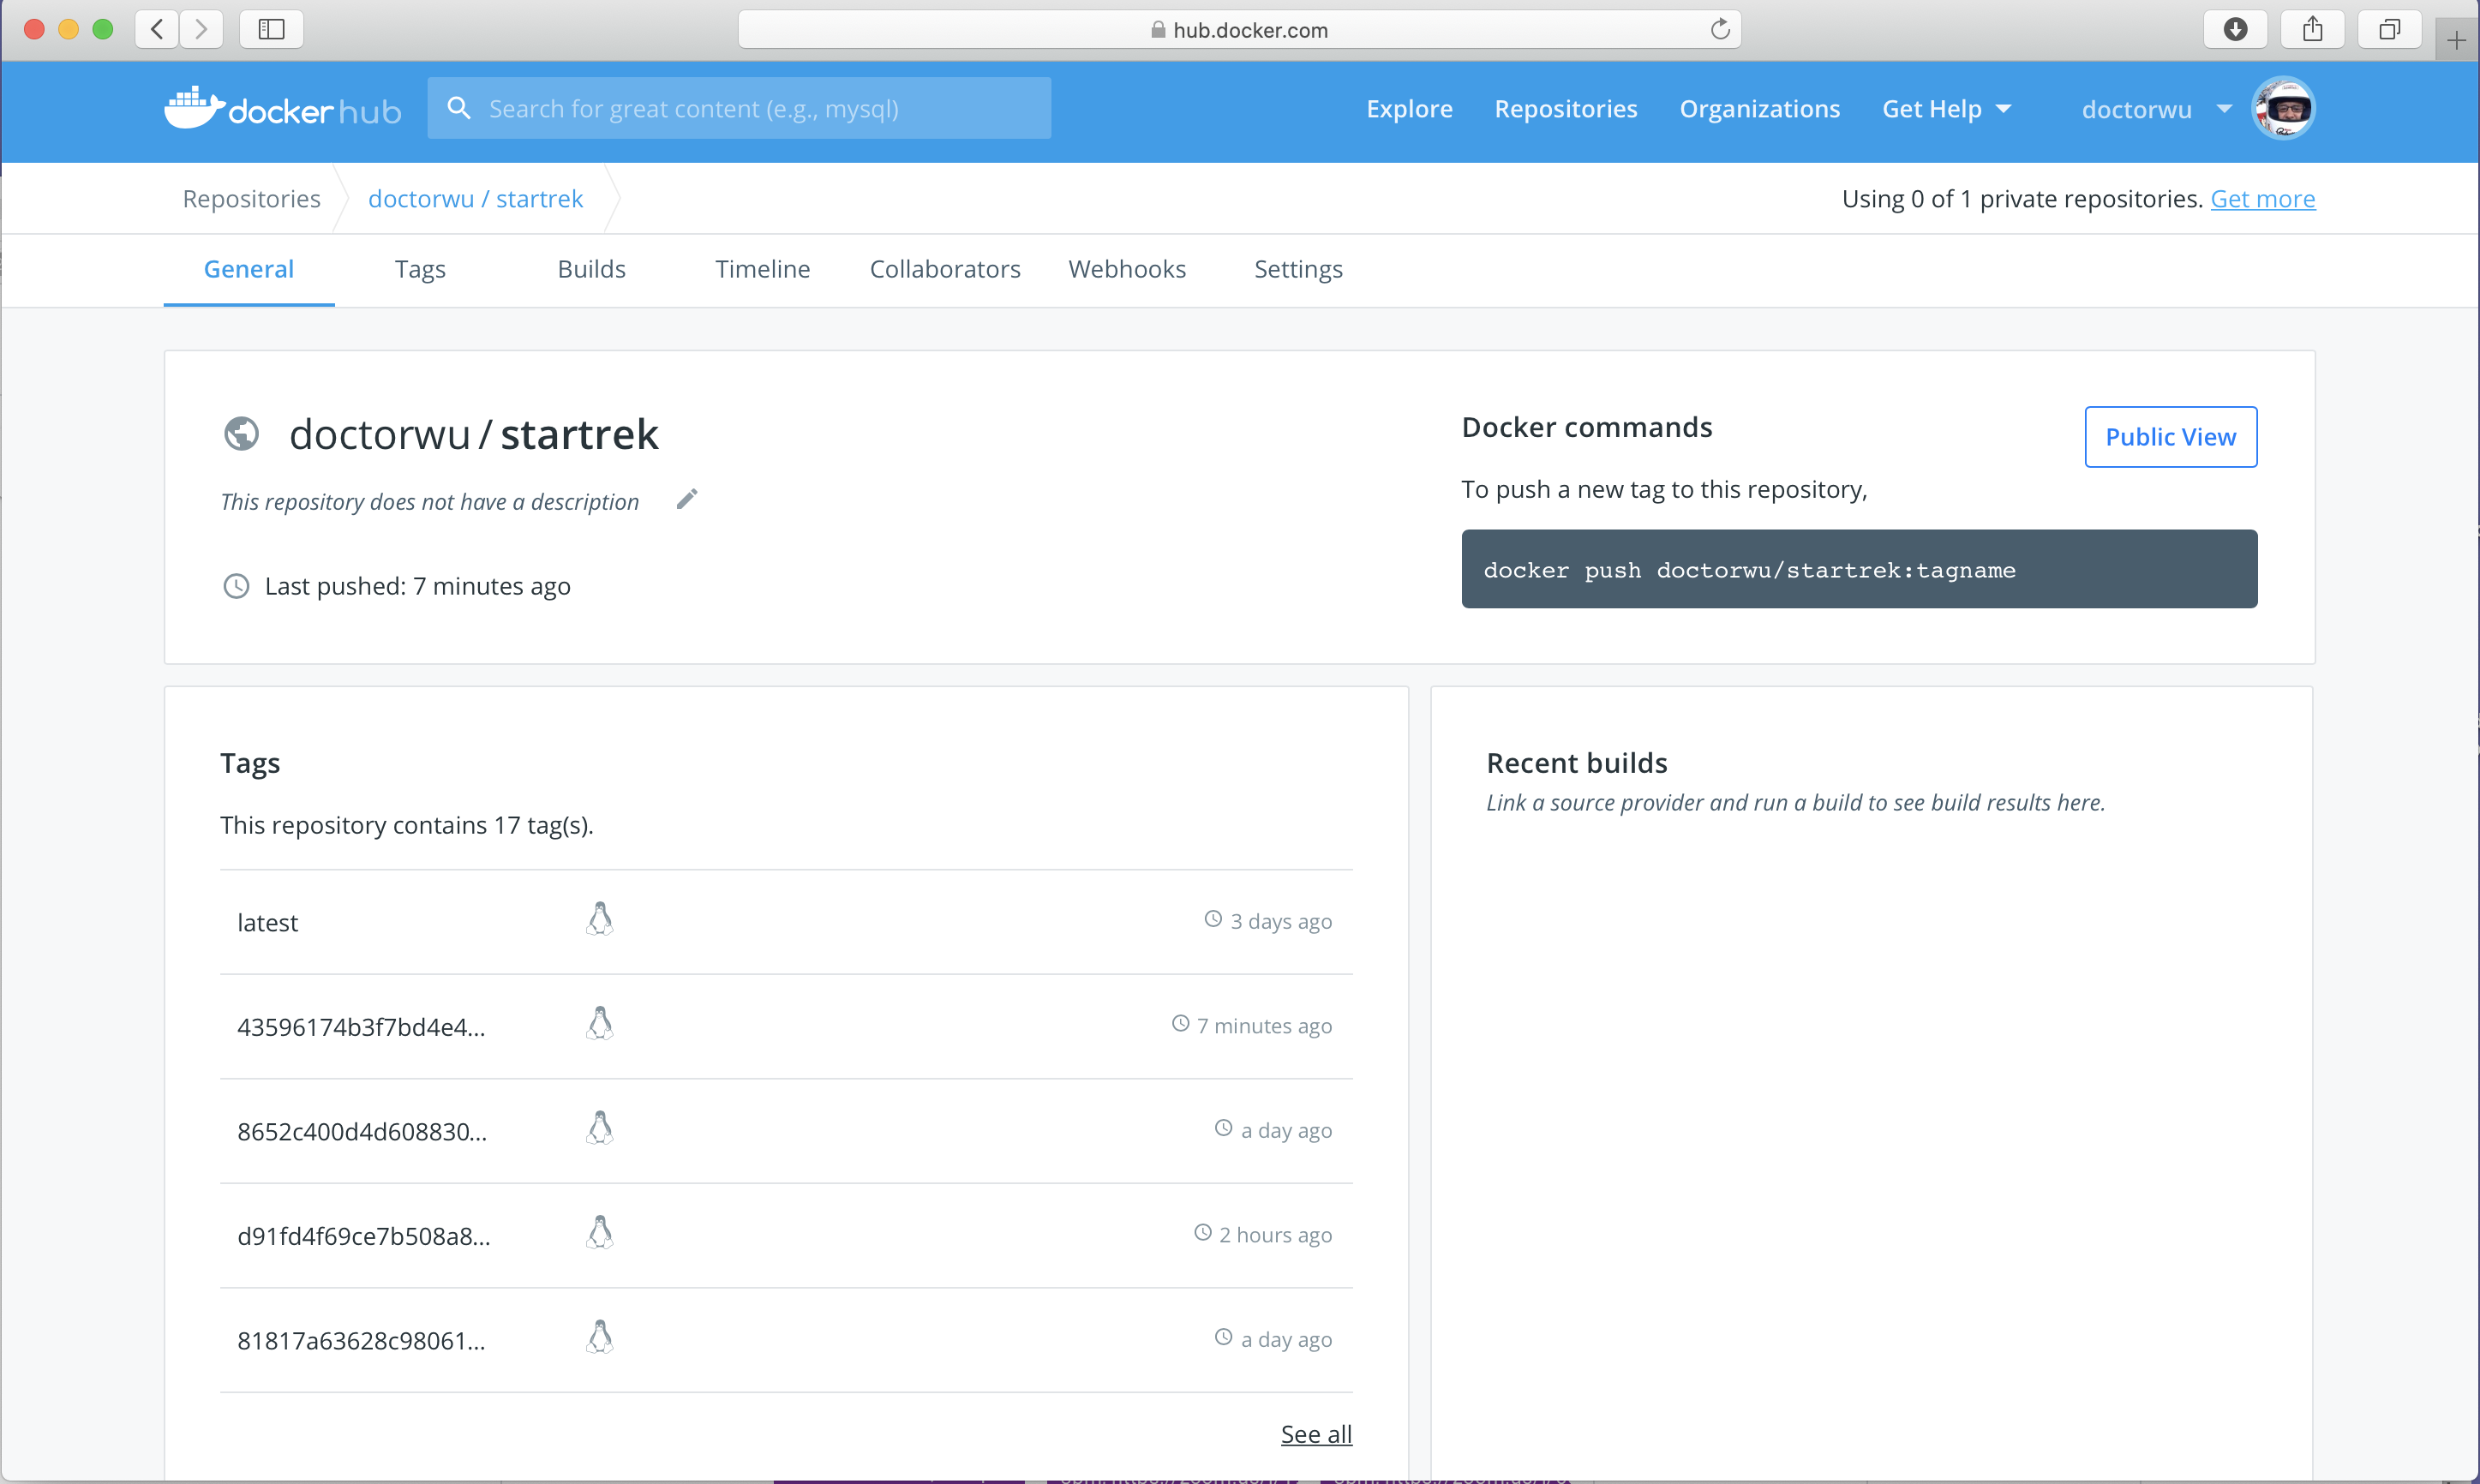 hub.docker.com
docker hub
Search for great content (e.g., mysql)
Explore
Repositories
Organizations
Get Help
doctorwu
Repositories
doctorwu / startrek
Using 0 of 1 private repositories. Get more
General
Tags
Builds
Timeline
Collaborators
Webhooks
Settings
doctorwu / startrek
This repository does not have a description
Last pushed: 7 minutes ago
Docker commands
Public View
To push a new tag to this repository,
docker push doctorwu/startrek:tagname
Tags
This repository contains 17 tag(s).
latest
3 days ago
43596174b3f7bd4e4...
7 minutes ago
8652c400d4d608830...
a day ago
d91fd4f69ce7b508a8...
2 hours ago
81817a63628c98061...
a day ago
See all
Recent builds
Link a source provider and run a build to see build results here.